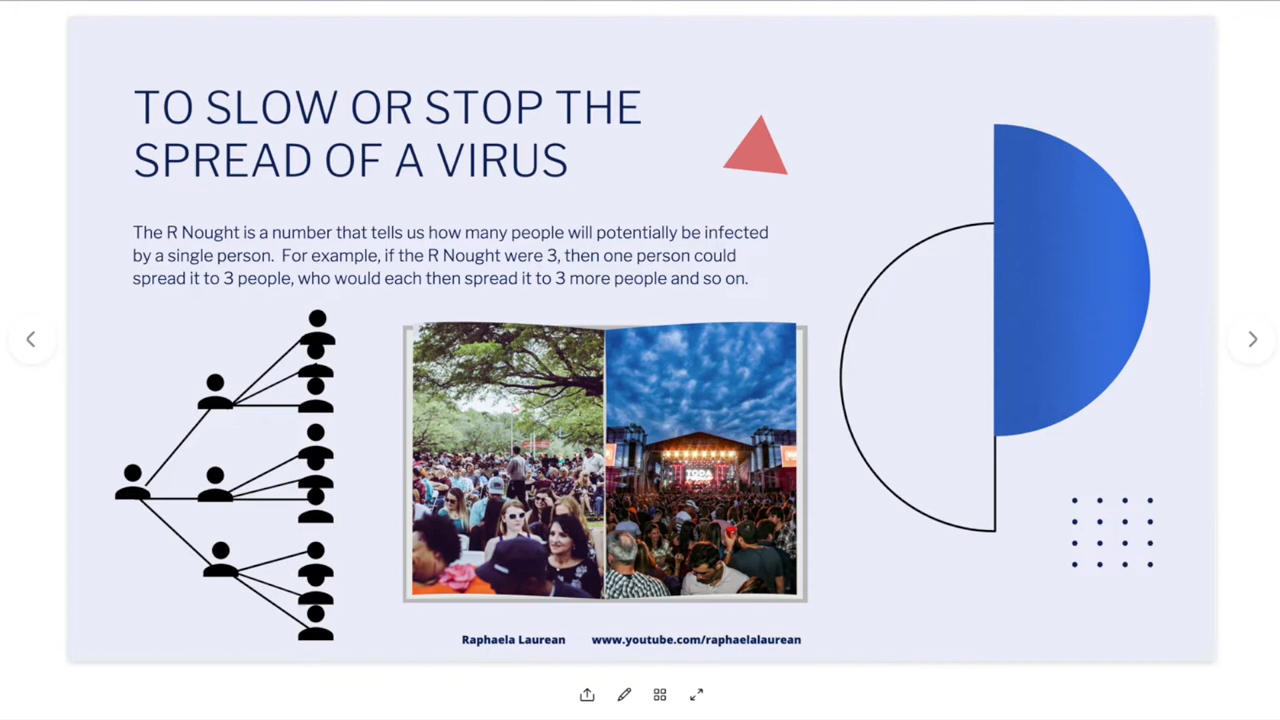 TO SLOW OR STOP THE
SPREAD OF A VIRUS
The R Nought is a number that tells us how many people will potentially be infected
by a single person.  For example, if the R Nought were 3, then one person could
spread it to 3 people, who would each then spread it to 3 more people and so on.
TODA
Raphaela Laurean www.youtube.com/raphaelalaurean